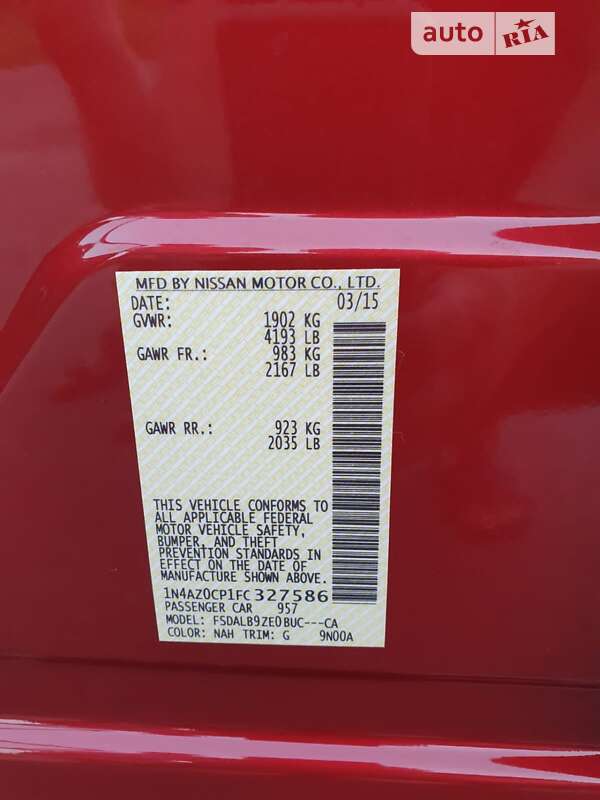 auto RIA
MFD BY NISSAN MOTOR CO., LTD.
DATE: 03/15
GVWR: 1902 KG
4193 LB
GAWR FR.: 983 KG
2167 LB
GAWR RR.: 923 KG
2035 LB
THIS VEHICLE CONFORMS TO
ALL APPLICABLE FEDERAL
MOTOR VEHICLE SAFETY,
BUMPER, AND THEFT
PREVENTION STANDARDS IN
EFFECT ON THE DATE OF
MANUFACTURE SHOWN ABOVE.
1N4AZ0CP1FC327586
PASSENGER CAR 957
MODEL: FSDALB9ZE0BUC---CA
COLOR: NAH TRIM: G 9N00A